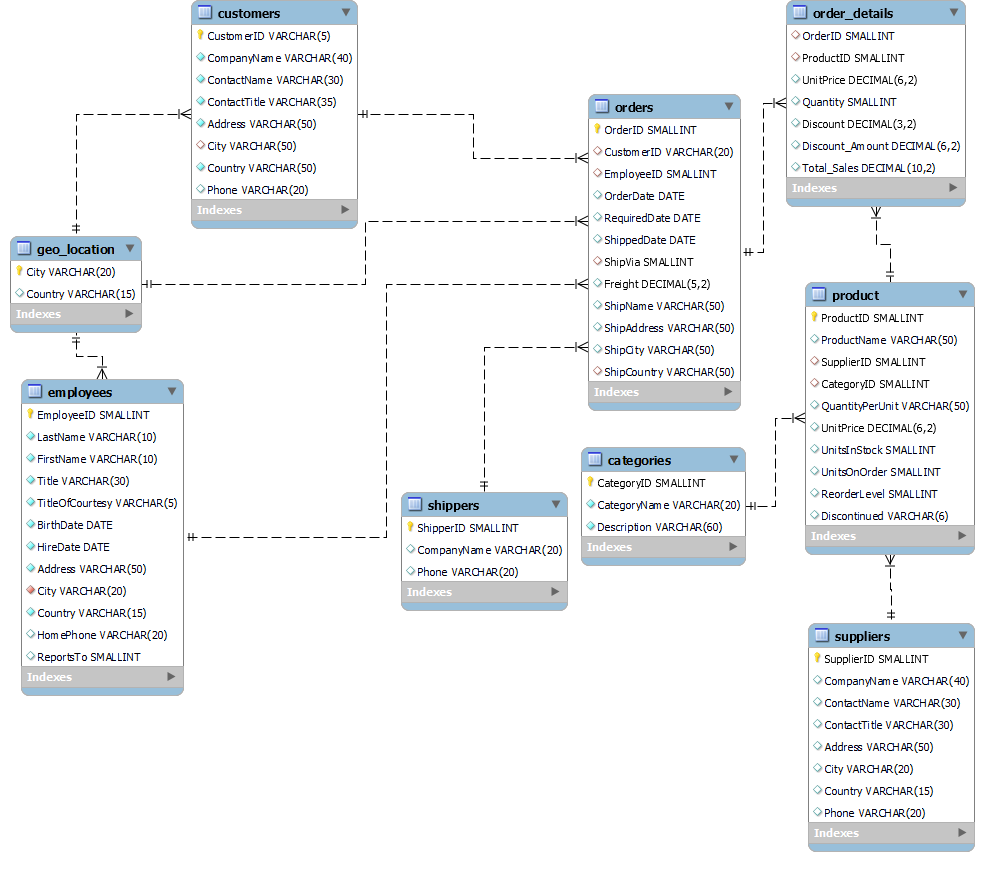 customers
CustomerID VARCHAR(5)
CompanyName VARCHAR(40)
ContactName VARCHAR(30)
ContactTitle VARCHAR(35)
Address VARCHAR(50)
City VARCHAR(50)
Country VARCHAR(50)
Phone VARCHAR(20)
Indexes
order_details
OrderID SMALLINT
ProductID SMALLINT
UnitPrice DECIMAL(6,2)
Quantity SMALLINT
Discount DECIMAL(3,2)
Discount_Amount DECIMAL(6,2)
Total_Sales DECIMAL(10,2)
Indexes
orders
OrderID SMALLINT
CustomerID VARCHAR(20)
EmployeeID SMALLINT
OrderDate DATE
RequiredDate DATE
ShippedDate DATE
ShipVia SMALLINT
Freight DECIMAL(5,2)
ShipName VARCHAR(50)
ShipAddress VARCHAR(50)
ShipCity VARCHAR(50)
ShipCountry VARCHAR(50)
Indexes
geo_location
City VARCHAR(20)
Country VARCHAR(15)
Indexes
product
ProductID SMALLINT
ProductName VARCHAR(50)
SupplierID SMALLINT
CategoryID SMALLINT
QuantityPerUnit VARCHAR(50)
UnitPrice DECIMAL(6,2)
UnitsInStock SMALLINT
UnitsOnOrder SMALLINT
ReorderLevel SMALLINT
Discontinued VARCHAR(6)
Indexes
employees
EmployeeID SMALLINT
LastName VARCHAR(10)
FirstName VARCHAR(10)
Title VARCHAR(30)
TitleOfCourtesy VARCHAR(5)
BirthDate DATE
HireDate DATE
Address VARCHAR(50)
City VARCHAR(20)
Country VARCHAR(15)
HomePhone VARCHAR(20)
ReportsTo SMALLINT
Indexes
categories
CategoryID SMALLINT
CategoryName VARCHAR(20)
Description VARCHAR(60)
Indexes
shippers
ShipperID SMALLINT
CompanyName VARCHAR(20)
Phone VARCHAR(20)
Indexes
suppliers
SupplierID SMALLINT
CompanyName VARCHAR(40)
ContactName VARCHAR(30)
ContactTitle VARCHAR(30)
Address VARCHAR(50)
City VARCHAR(20)
Country VARCHAR(15)
Phone VARCHAR(20)
Indexes